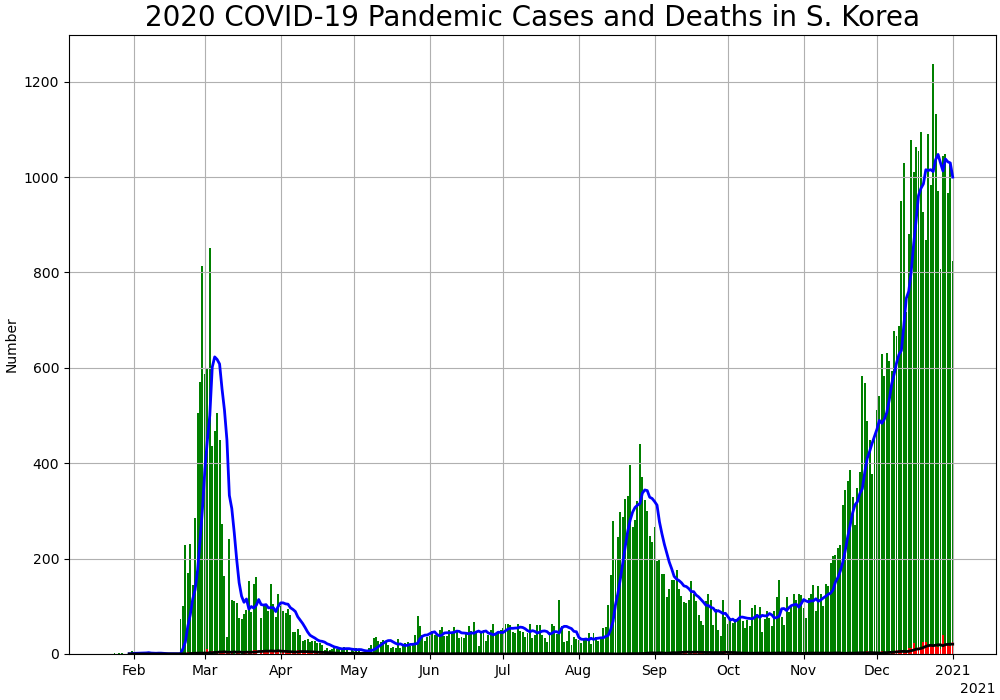 2020 COVID-19 Pandemic Cases and Deaths in S. Korea
Number
1200
1000
800
600
400
200
0
Feb Mar Apr May Jun Jul Aug Sep Oct Nov Dec 2021
2021